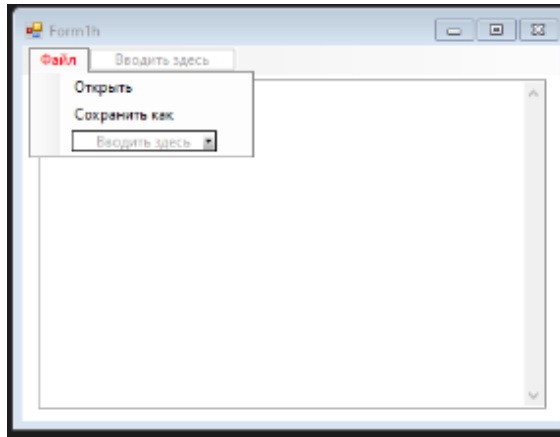 Form1h
Файл Вводить здесь
Открыть
Сохранить как
Вводить здесь